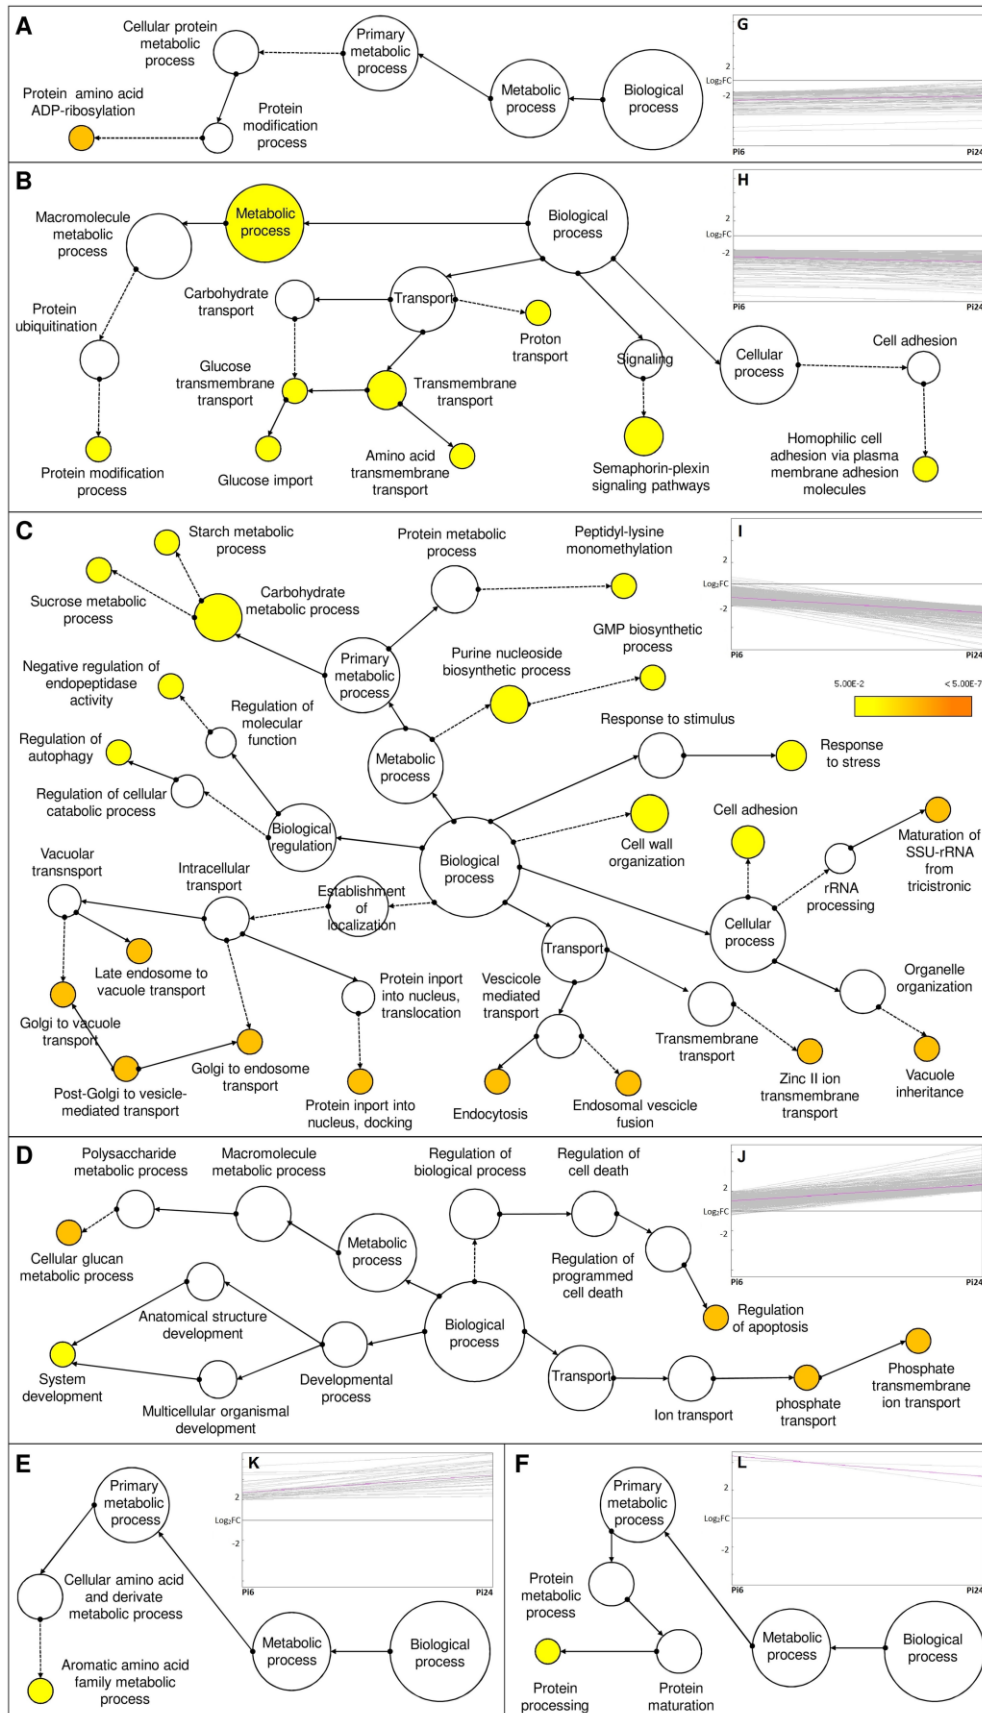 A
Cellular protein
metabolic
process
Primary
metabolic
process
Metabolic
process
Biological
process
Protein amino acid
ADP-ribosylation
Protein
modification
process
G
2
Log₂FC
-2
Pi6
Pi24
B
Macromolecule
metabolic
process
Metabolic
process
Biological
process
Protein
ubiquitination
Carbohydrate
transport
Transport
Proton
transport
Glucose
transmembrane
transport
Transmembrane
transport
Signaling
Cellular
process
Cell adhesion
Protein modification
process
Glucose import
Amino acid
transmembrane
transport
Semaphorin-plexin
signaling pathways
Homophilic cell
adhesion via plasma
membrane adhesion
molecules
H
2
Log₂FC
-2
Pi6
Pi24
C
Starch metabolic
process
Protein metabolic
process
Peptidyl-lysine
monomethylation
Sucrose metabolic
process
Carbohydrate
metabolic process
GMP biosynthetic
process
Negative regulation of
endopeptidase
activity
Primary
metabolic
process
Purine nucleoside
biosynthetic process
Regulation of
molecular
function
Response to stimulus
Regulation of
autophagy
Metabolic
process
Response
to stress
Regulation of cellular
catabolic process
Biological
regulation
Biological
process
Cell wall
organization
Cell adhesion
Maturation of
SSU-rRNA
from
tricistronic
rRNA
processing
Vacuolar
transnsport
Intracellular
transport
Establishment
of
localization
Cellular
process
Transport
Late endosome to
vacuole transport
Protein inport
into nucleus,
translocation
Vescicole
mediated
transport
Organelle
organization
Golgi to vacuole
transport
Golgi to endosome
transport
Transmembrane
transport
Post-Golgi to vesicle-
mediated transport
Protein inport into
nucleus, docking
Endocytosis
Endosomal vescicle
fusion
Zinc II ion
transmembrane
transport
Vacuole
inheritance
I
2
Log₂FC
-2
Pi6
Pi24
5.00E-2
< 5.00E-7
D
Polysaccharide
metabolic process
Macromolecule
metabolic process
Regulation of
biological process
Regulation of
cell death
Cellular glucan
metabolic process
Metabolic
process
Regulation of
programmed
cell death
Anatomical structure
development
Biological
process
Regulation
of apoptosis
System
development
Developmental
process
Transport
Multicellular organismal
development
Ion transport
phosphate
transport
Phosphate
transmembrane
ion transport
J
2
Log₂FC
-2
Pi6
Pi24
E
Primary
metabolic
process
Cellular amino acid
and derivate
metabolic process
Metabolic
process
Biological
process
Aromatic amino acid
family metabolic
process
K
2
Log₂FC
-2
Pi6
Pi24
F
Primary
metabolic
process
Protein
metabolic
process
Metabolic
process
Biological
process
Protein
processing
Protein
maturation
L
2
Log₂FC
-2
Pi6
Pi24